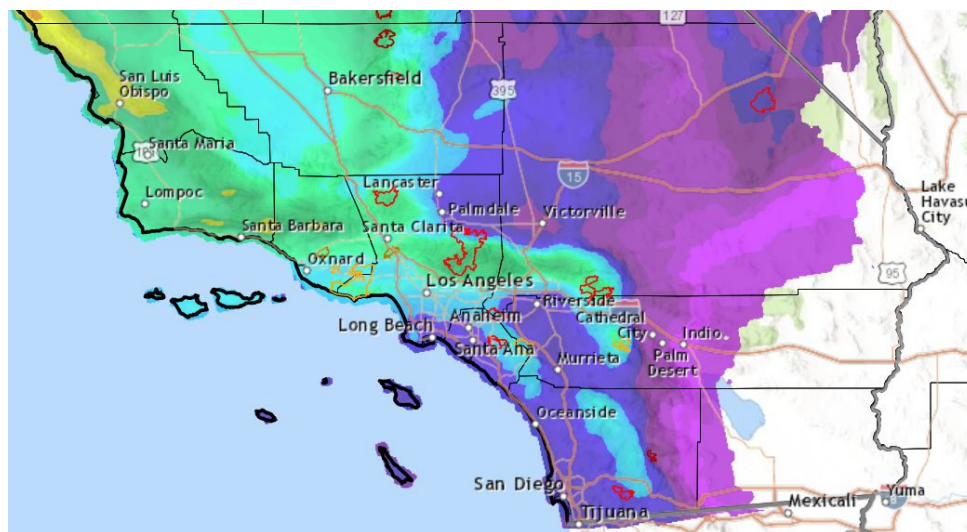 127
San Luis
Obispo
Bakersfield
395
Santa Maria
15
Lompoc
Lancaster
Palmdale
Victorville
Lake
Havasu
City
Santa Barbara
Santa Clarita
Oxnard
95
Los Angeles
Riverside
Long Beach
Anaheim
Cathedral
City
Indio
Santa Ana
Palm
Desert
Murrieta
Oceanside
San Diego
Tijuana
Mexicali
Yuma